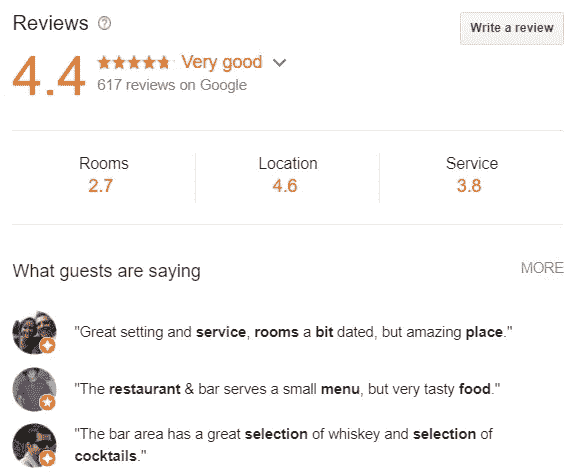 Reviews
Write a review
4.4 Very good
617 reviews on Google
Rooms Location Service
2.7 4.6 3.8
What guests are saying
MORE
"Great setting and service, rooms a bit dated, but amazing place."
"The restaurant & bar serves a small menu, but very tasty food."
"The bar area has a great selection of whiskey and selection of
cocktails."